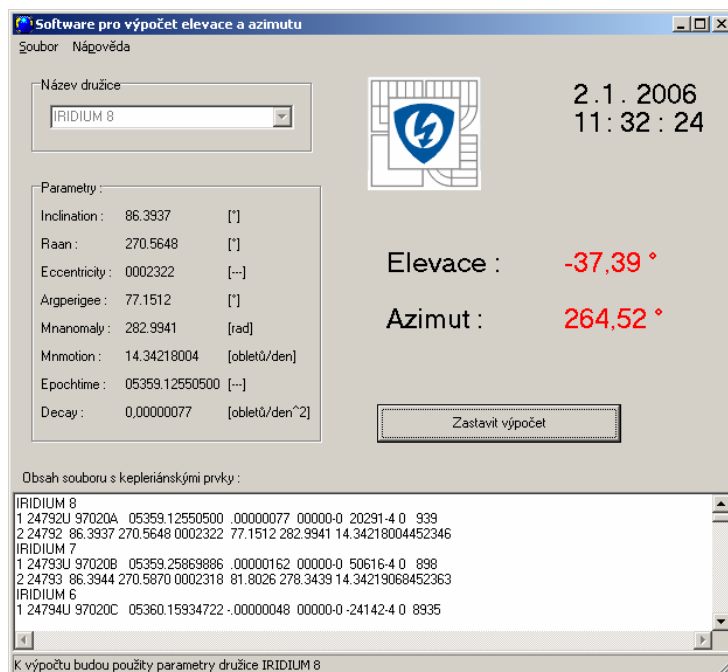 Software pro výpočet elevace a azimutu
Soubor Nápověda
Název družice
IRIDIUM 8
2 .1 . 2006
11 : 32 : 24
Parametry :
Inclination : 86.3937 [°]
Raan : 270.5648 [°]
Eccentricity : 0002322 [---]
Argperigee : 77.1512 [°]
Mnanomaly : 282.9941 [rad]
Mnmotion : 14.34218004 [obletů/den]
Epochtime : 05359.12550500 [---]
Decay : 0,00000077 [obletů/den^2]
Elevace : -37,39 °
Azimut : 264,52 °
Zastavit výpočet
Obsah souboru s kepleriánskými prvky :
IRIDIUM 8
1 24792U 97020A 05359.12550500 .00000077 00000-0 20291-4 0 939
2 24792 86.3937 270.5648 0002322 77.1512 282.9941 14.34218004452346
IRIDIUM 7
1 24793U 97020B 05359.25869886 .00000162 00000-0 50616-4 0 898
2 24793 86.3944 270.5870 0002318 81.8026 278.3439 14.34219068452363
IRIDIUM 6
1 24794U 97020C 05360.15934722 -.00000048 00000-0 -24142-4 0 8935
K výpočtu budou použity parametry družice IRIDIUM 8